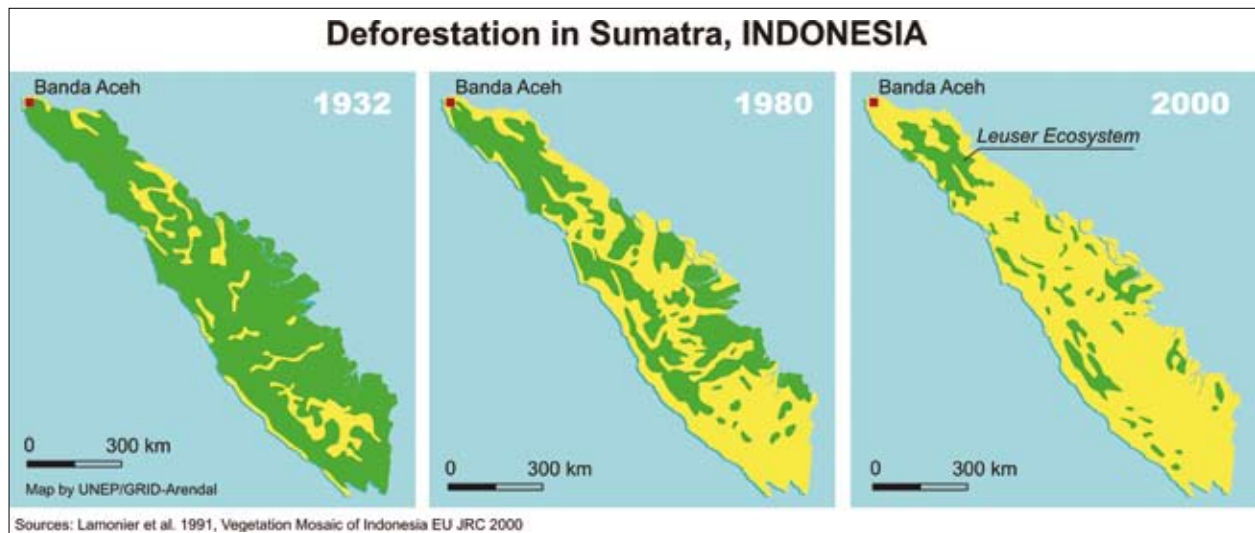 Deforestation in Sumatra, INDONESIA
Banda Aceh
1932
0 300 km
Map by UNEP/GRID-Arendal
Banda Aceh
1980
0 300 km
Banda Aceh
2000
Leuser Ecosystem
0 300 km
Sources: Lamonier et al. 1991, Vegetation Mosaic of Indonesia EU JRC 2000